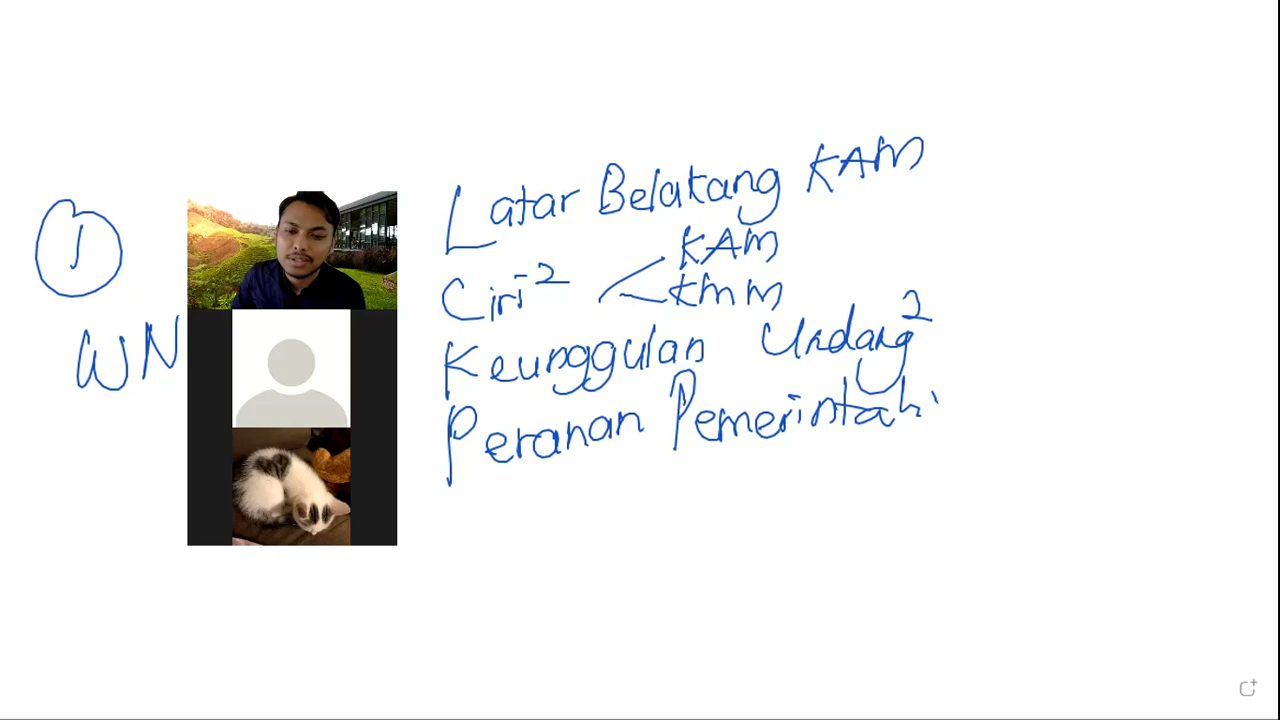 1
WN
Latar Belakang KAM
Ciri² KAM
KMM
Keunggulan Undang²
Peranan Pemerintah